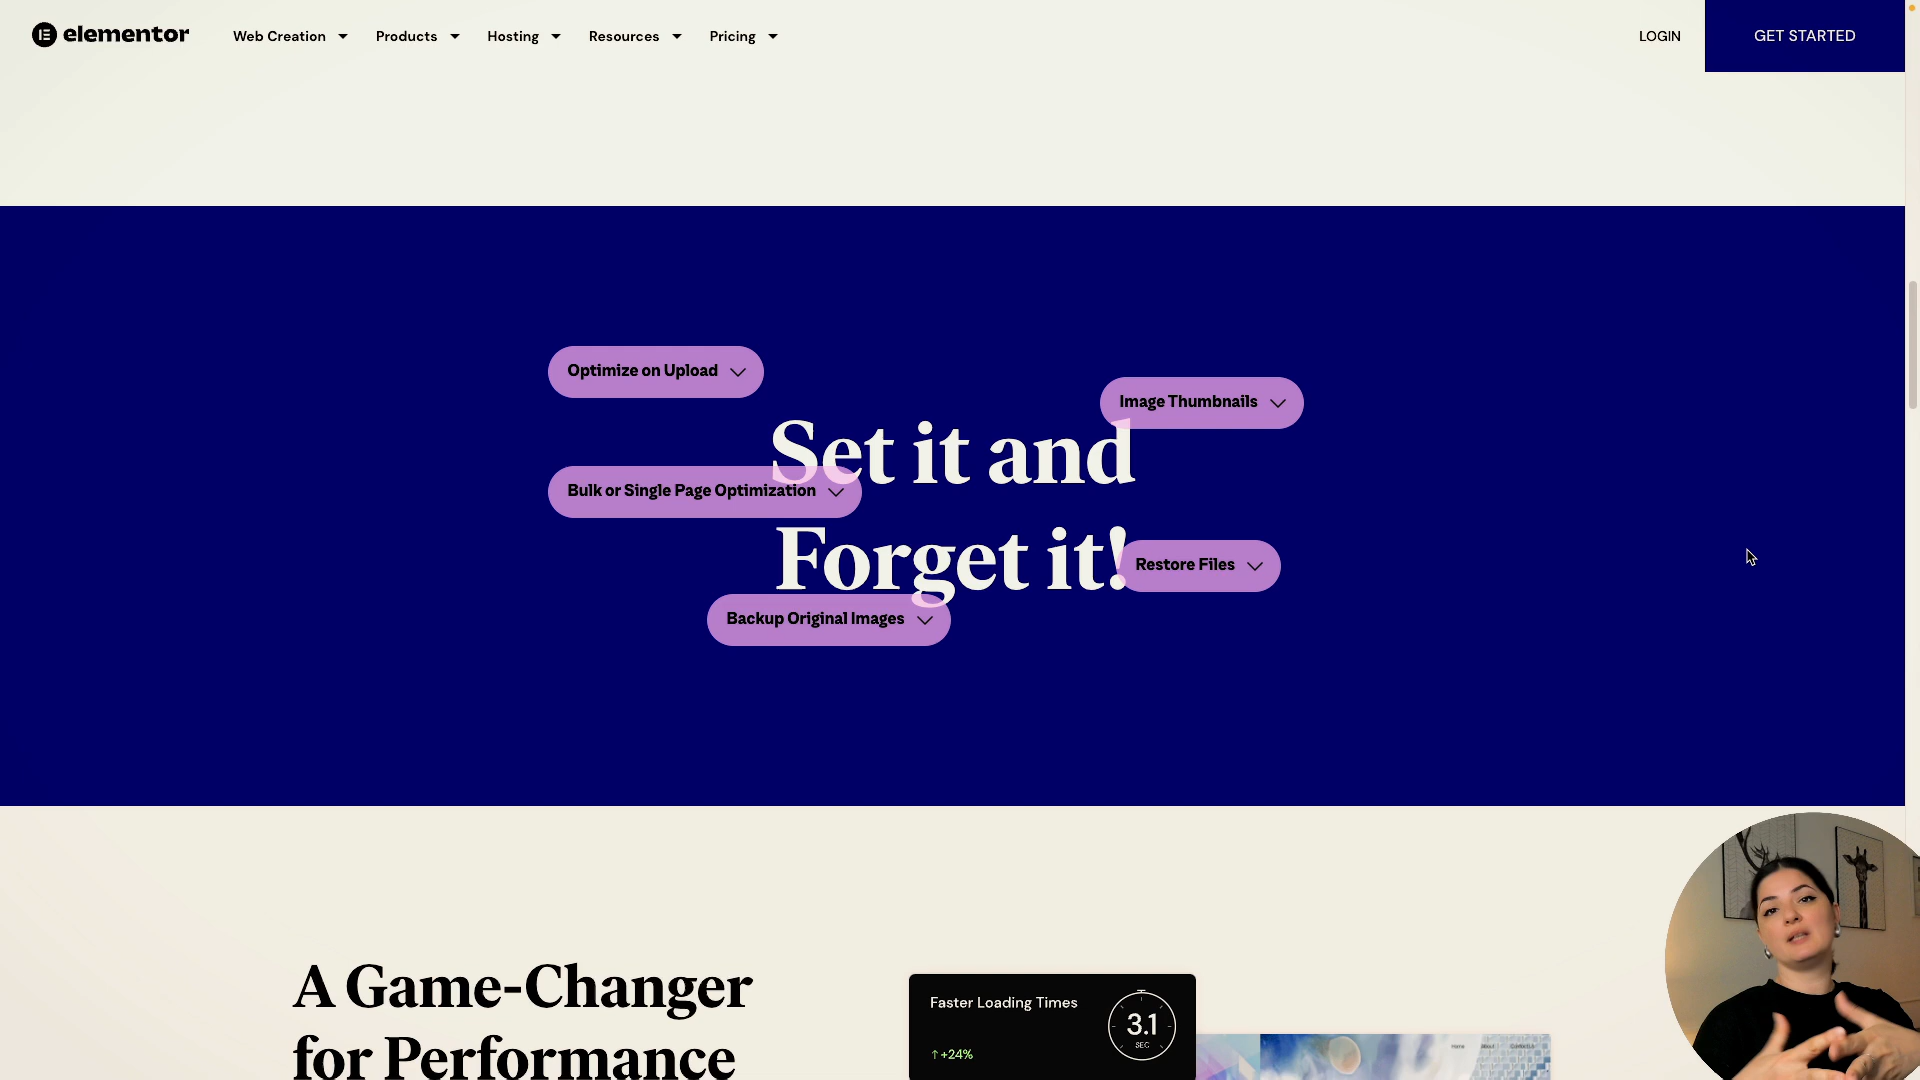 elementor
Web Creation
Products
Hosting
Resources
Pricing
LOGIN
GET STARTED
Optimize on Upload
Image Thumbnails
Set it and
Bulk or Single Page Optimization
Forget it!
Restore Files
Backup Original Images
A Game-Changer
for Performance
Faster Loading Times
3.1
SEC
↑+24%
Home
About